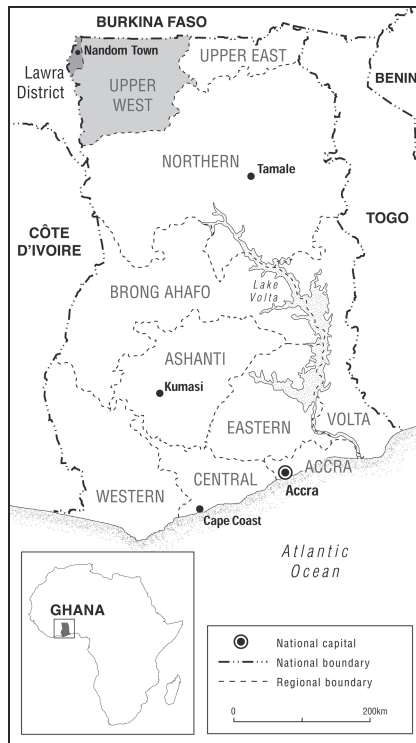 BURKINA FASO
Nandom Town
Lawra
District
UPPER EAST
UPPER
WEST
BENIN
NORTHERN
Tamale
CÔTE
D'IVOIRE
TOGO
BRONG AHAFO
Lake
Volta
ASHANTI
Kumasi
EASTERN
VOLTA
CENTRAL
ACCRA
Accra
WESTERN
Cape Coast
Atlantic
Ocean
GHANA
National capital
National boundary
Regional boundary
0 200km